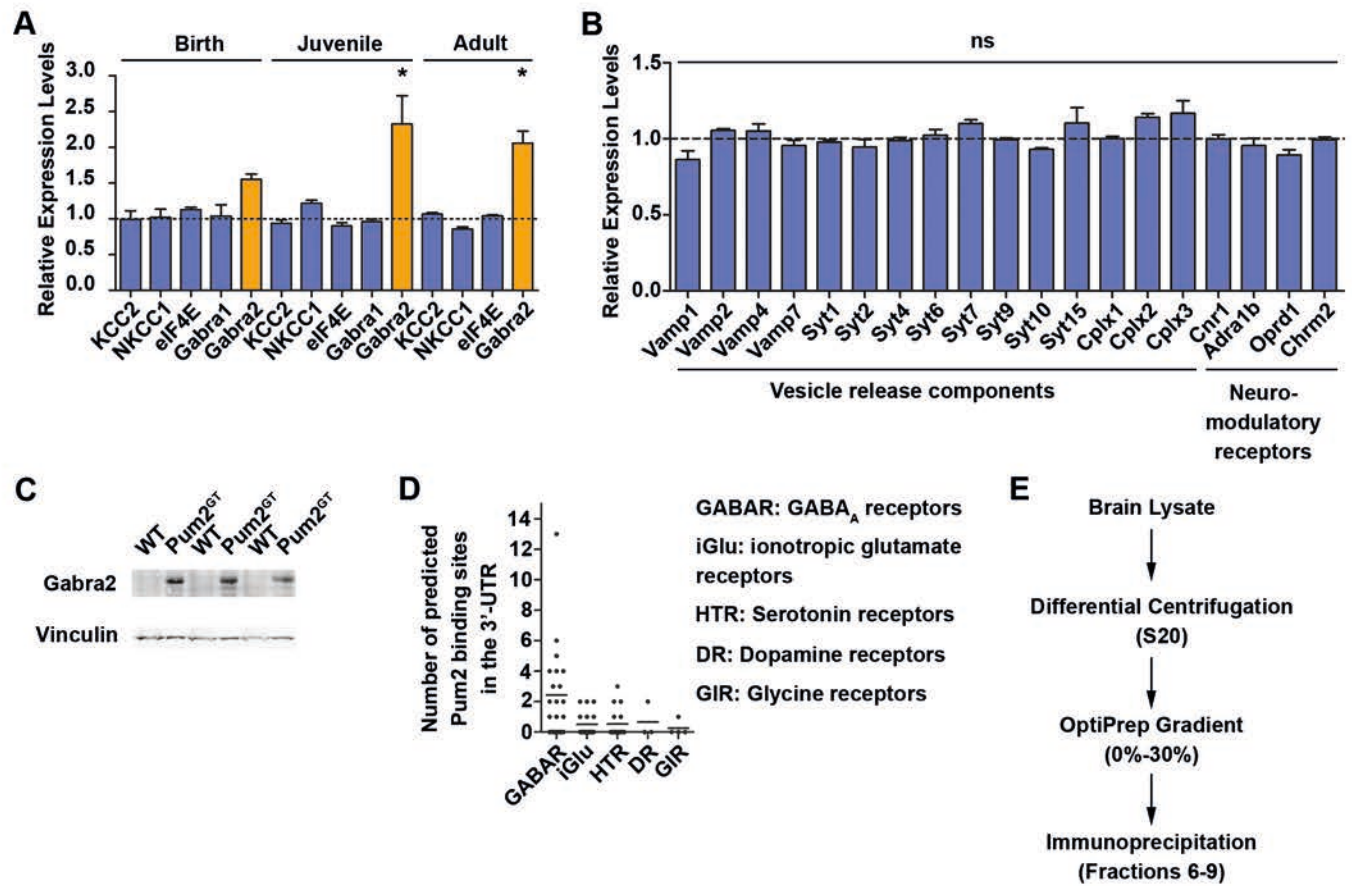 A
Birth Juvenile Adult
Relative Expression Levels
3.0
2.5
2.0
1.5
1.0
0.5
0.0
* *
KCC2 NKCC1 eIF4E Gabra1 Gabra2 KCC2 NKCC1 eIF4E Gabra1 Gabra2 KCC2 NKCC1 eIF4E Gabra2
B
ns
Relative Expression Levels
1.5
1.0
0.5
0.0
Vamp1 Vamp2 Vamp4 Vamp7 Syt1 Syt2 Syt4 Syt6 Syt7 Syt9 Syt10 Syt15 Cplx1 Cplx2 Cplx3 Cnr1 Adra1b Oprd1 Chrm2
Vesicle release components
Neuro-
modulatory
receptors
C
WT Pum2GT WT Pum2GT WT Pum2GT
Gabra2
Vinculin
D
Number of predicted
Pum2 binding sites
in the 3'-UTR
14
12
10
8
6
4
2
0
GABAR iGlu HTR DR GlR
GABAR: GABAA receptors
iGlu: ionotropic glutamate
receptors
HTR: Serotonin receptors
DR: Dopamine receptors
GlR: Glycine receptors
E
Brain Lysate
Differential Centrifugation
(S20)
OptiPrep Gradient
(0%-30%)
Immunoprecipitation
(Fractions 6-9)